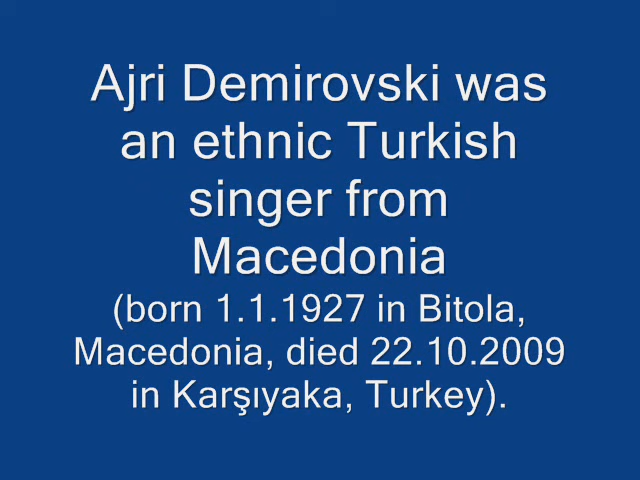 Ajri Demirovski was
an ethnic Turkish
singer from
Macedonia
(born 1.1.1927 in Bitola,
Macedonia, died 22.10.2009
in Karşıyaka, Turkey).